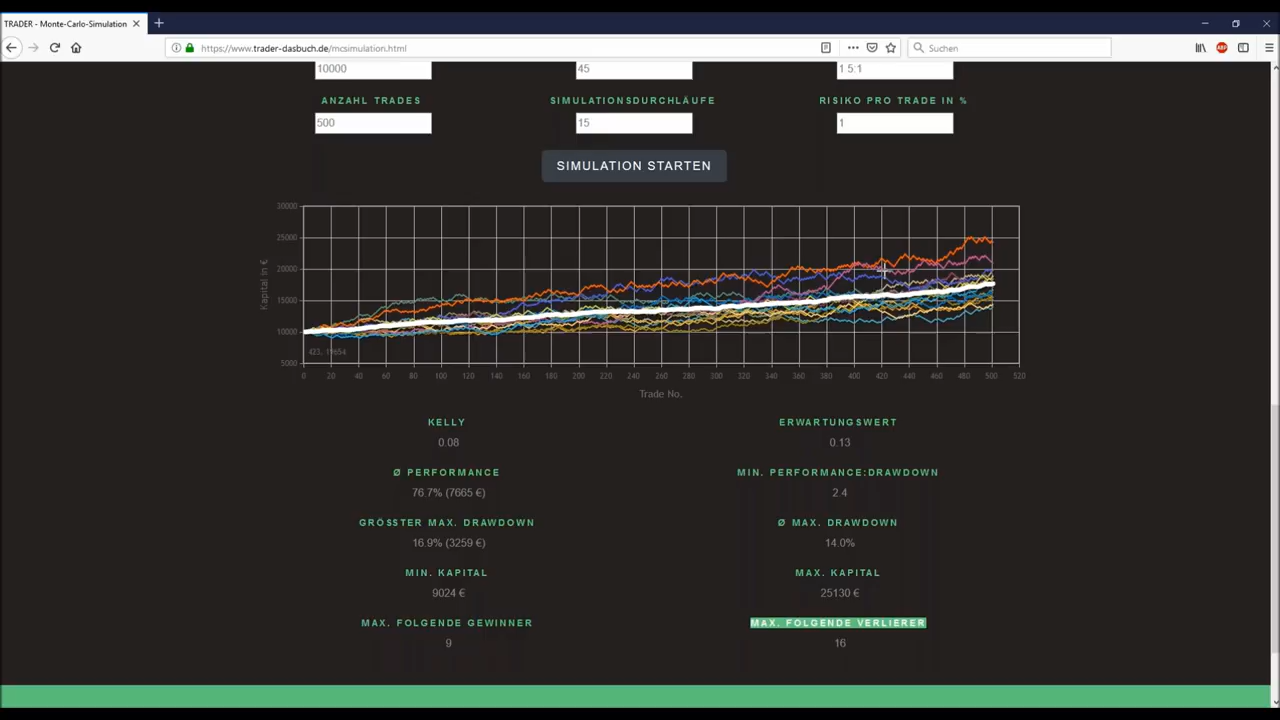 TRADER - Monte-Carlo-Simulation
https://www.trader-dasbuch.de/mcsimulation.html
Suchen
10000 45 1 5:1
ANZAHL TRADES SIMULATIONSDURCHLÄUFE RISIKO PRO TRADE IN %
500 15 1
SIMULATION STARTEN
30000
25000
20000
15000
10000
5000
Kapital in €
423, 19654
0 20 40 60 80 100 120 140 160 180 200 220 240 260 280 300 320 340 360 380 400 420 440 460 480 500 520
Trade No.
KELLY ERWARTUNGSWERT
0.08 0.13
Ø PERFORMANCE MIN. PERFORMANCE:DRAWDOWN
76.7% (7665 €) 2.4
GRÖSSTER MAX. DRAWDOWN Ø MAX. DRAWDOWN
16.9% (3259 €) 14.0%
MIN. KAPITAL MAX. KAPITAL
9024 € 25130 €
MAX. FOLGENDE GEWINNER MAX. FOLGENDE VERLIERER
9 16